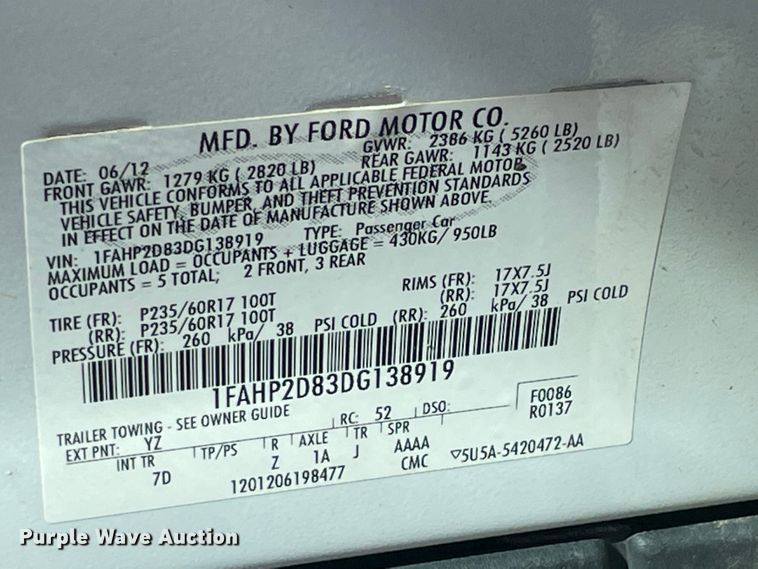 MFD. BY FORD MOTOR CO.
DATE: 06/12 GVWR: 2386 KG ( 5260 LB)
FRONT GAWR: 1279 KG ( 2820 LB) REAR GAWR: 1143 KG ( 2520 LB)
THIS VEHICLE CONFORMS TO ALL APPLICABLE FEDERAL MOTOR
VEHICLE SAFETY, BUMPER, AND THEFT PREVENTION STANDARDS
IN EFFECT ON THE DATE OF MANUFACTURE SHOWN ABOVE.
VIN: 1FAHP2D83DG138919 TYPE: Passenger Car
MAXIMUM LOAD = OCCUPANTS + LUGGAGE = 430KG/ 950LB
OCCUPANTS = 5 TOTAL; 2 FRONT, 3 REAR
TIRE (FR): P235/60R17 100T RIMS (FR): 17X7.5J
(RR): P235/60R17 100T (RR): 17X7.5J
PRESSURE (FR): 260 kPa/ 38 PSI COLD (RR): 260 kPa/ 38 PSI COLD
1FAHP2D83DG138919
TRAILER TOWING - SEE OWNER GUIDE
F0086
R0137
EXT PNT: YZ RC: 52 DSO:
INT TR TP/PS R AXLE TR SPR
7D Z 1A J AAAA
1201206198477 CMC ▽5U5A-5420472-AA
Purple Wave Auction